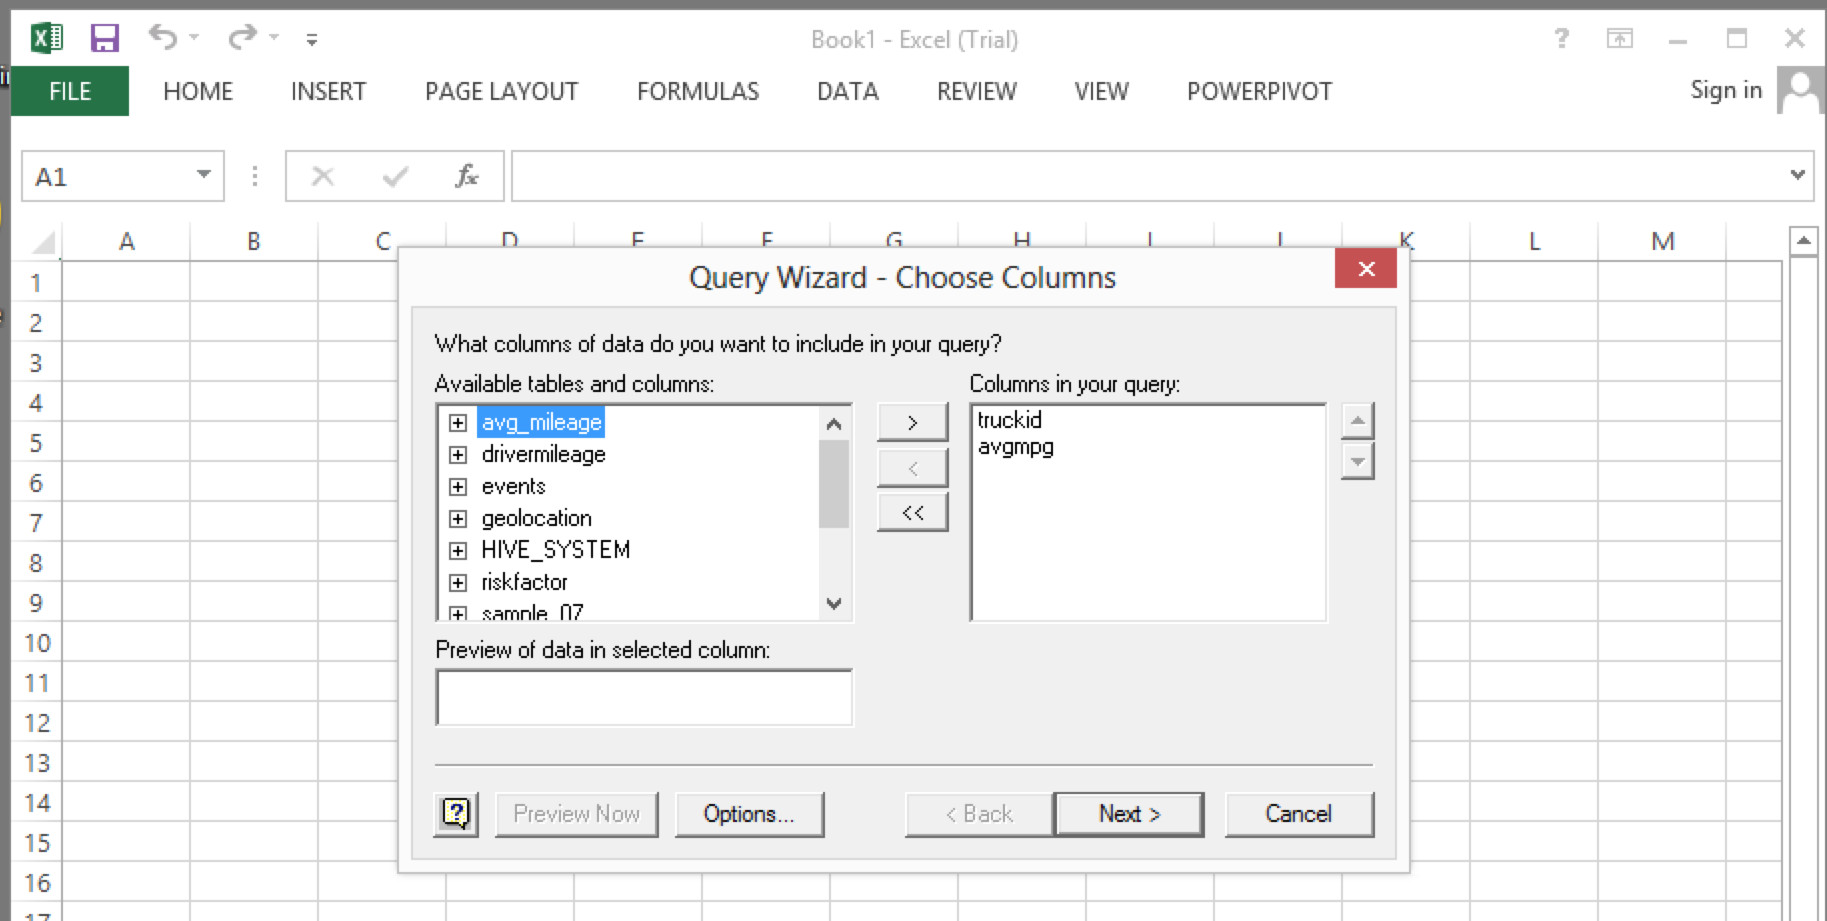 Book1 - Excel (Trial)
FILE HOME INSERT PAGE LAYOUT FORMULAS DATA REVIEW VIEW POWERPIVOT Sign in
A1 fx
A B C D E F G H I J K L M
Query Wizard - Choose Columns
What columns of data do you want to include in your query?
Available tables and columns: Columns in your query:
avg_mileage
drivermileage
events
geolocation
HIVE_SYSTEM
riskfactor
sample_07
>
<
<<
truckid
avgmpg
Preview of data in selected column:
? Preview Now Options... < Back Next > Cancel
1
2
3
4
5
6
7
8
9
10
11
12
13
14
15
16
17